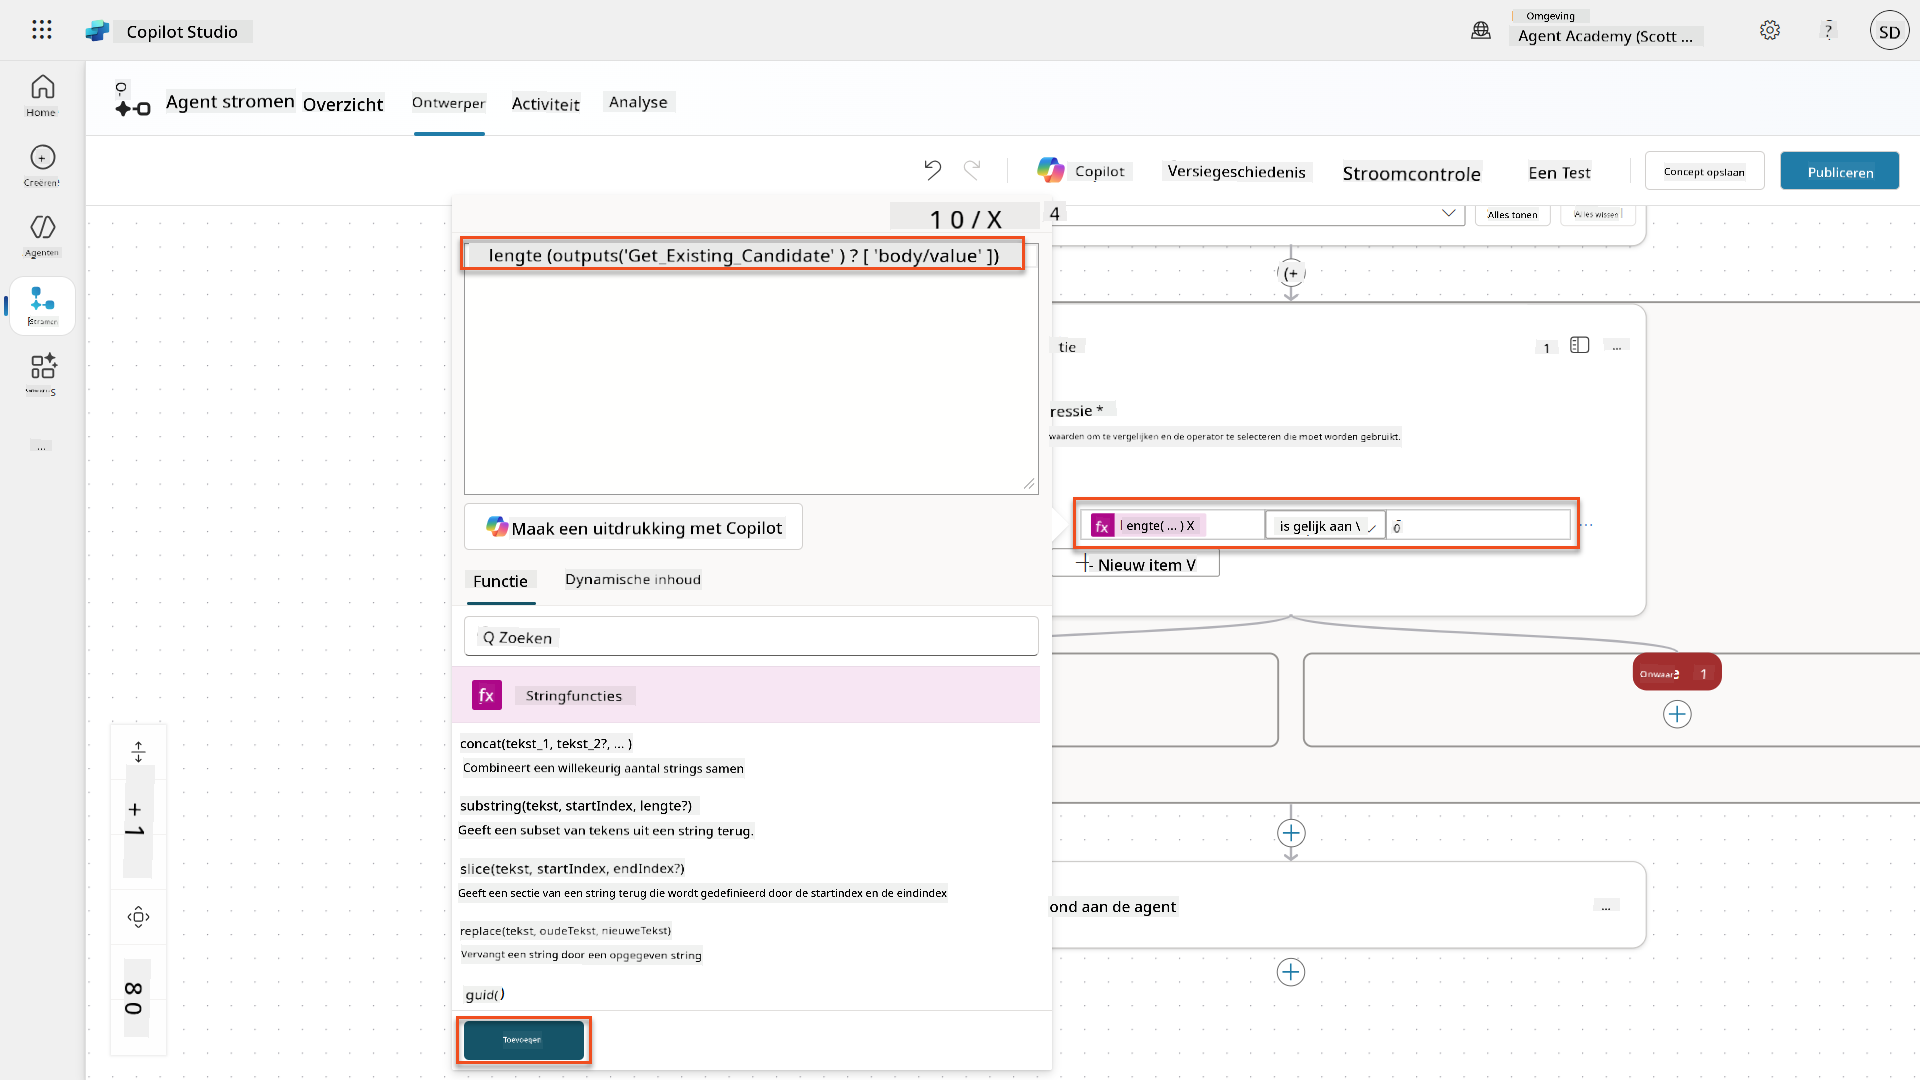 Copilot Studio
Omgeving
Agent Academy (Scott ...
?
SD
Home
Creëren!
Agenten
Stromen
...
Agent stromen
Overzicht
Ontwerper
Activiteit
Analyse
Copilot
Versiegeschiedenis
Stroomcontrole
Een Test
Concept opslaan
Publiceren
1 0 / X
4
Alles tonen
Alles wissen
lengte (outputs('Get_Existing_Candidate' ) ? [ 'body/value' ])
tie
1
...
ressie *
waarden om te vergelijken en de operator te selecteren die moet worden gebruikt.
Maak een uitdrukking met Copilot
fx
lengte( ... ) X
is gelijk aan \
Nieuw item V
Functie
Dynamische inhoud
Q Zoeken
fx
Stringfuncties
Onwaar
1
concat(tekst_1, tekst_2?, ... )
Combineert een willekeurig aantal strings samen
substring(tekst, startIndex, lengte?)
Geeft een subset van tekens uit een string terug.
slice(tekst, startIndex, endIndex?)
Geeft een sectie van een string terug die wordt gedefinieerd door de startindex en de eindindex
ond aan de agent
...
replace(tekst, oudeTekst, nieuweTekst)
Vervangt een string door een opgegeven string
guid()
Toevoegen
+ 1
8 0